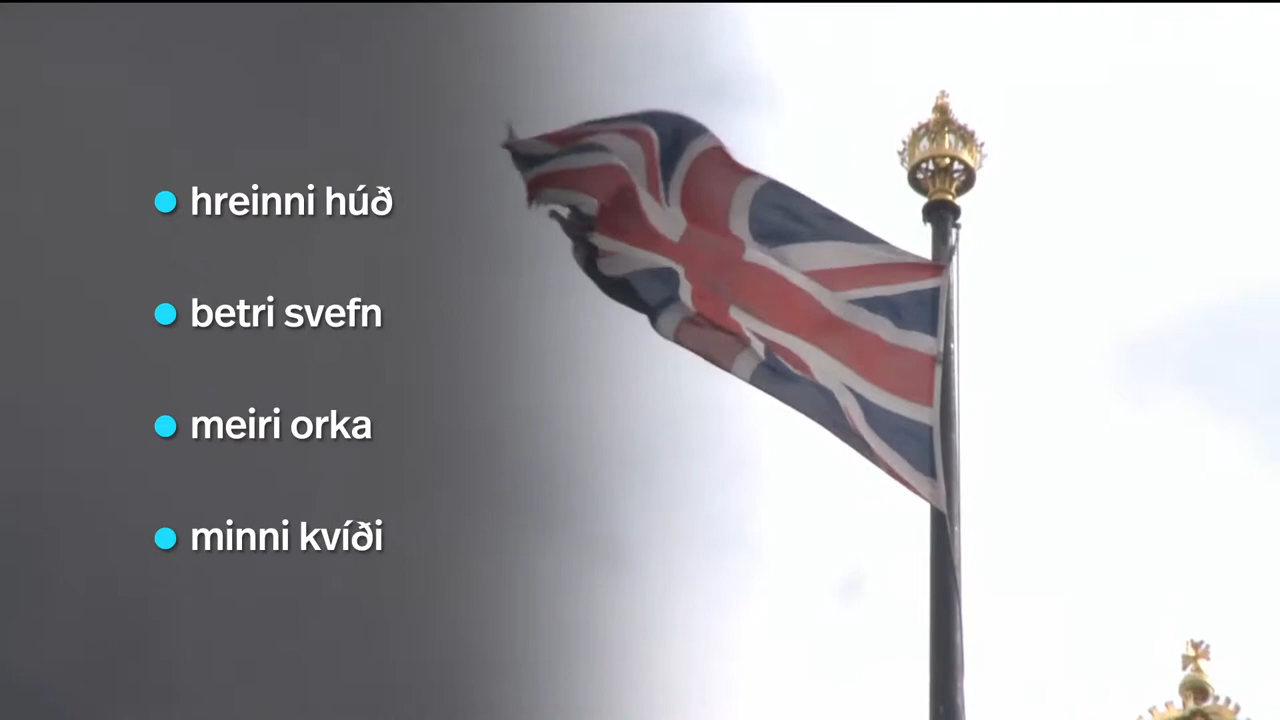 hreinni húð
betri svefn
meiri orka
minni kvíði